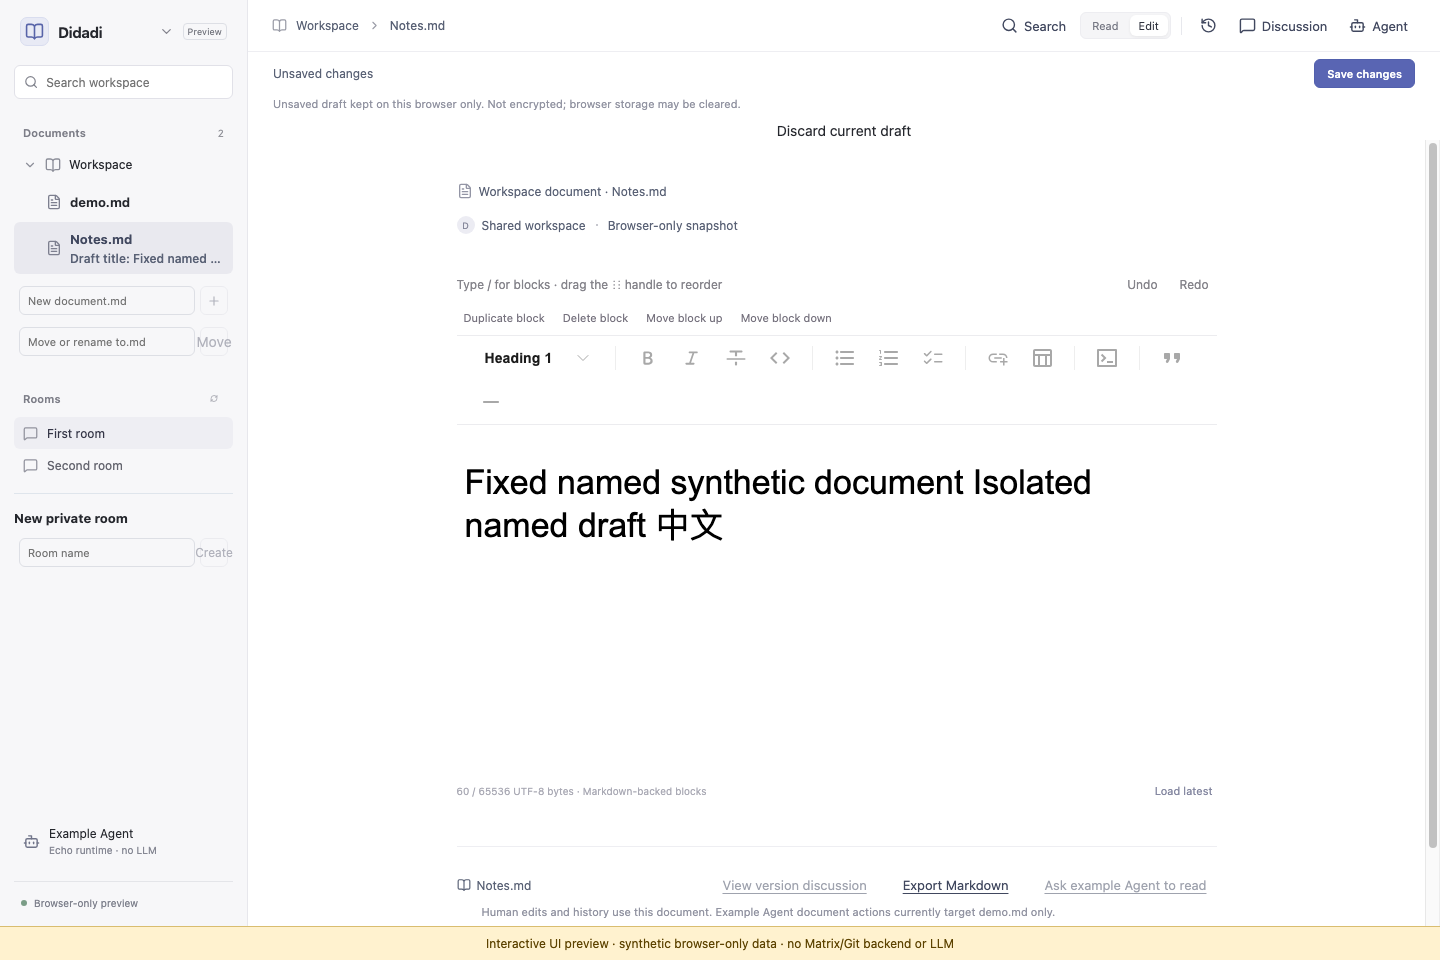 Didadi
Preview
Search workspace
Documents 2
Workspace
demo.md
Notes.md
Draft title: Fixed named ...
New document.md
+
Move or rename to.md
Move
Rooms
First room
Second room
New private room
Room name
Create
Example Agent
Echo runtime · no LLM
Browser-only preview
Workspace > Notes.md
Search
Read
Edit
Discussion
Agent
Unsaved changes
Save changes
Unsaved draft kept on this browser only. Not encrypted; browser storage may be cleared.
Discard current draft
Workspace document · Notes.md
D Shared workspace · Browser-only snapshot
Type / for blocks · drag the ⁝⁝ handle to reorder
Undo
Redo
Duplicate block
Delete block
Move block up
Move block down
Heading 1
B
I
Fixed named synthetic document Isolated
named draft 中文
60 / 65536 UTF-8 bytes · Markdown-backed blocks
Load latest
Notes.md
View version discussion
Export Markdown
Ask example Agent to read
Human edits and history use this document. Example Agent document actions currently target demo.md only.
Interactive UI preview · synthetic browser-only data · no Matrix/Git backend or LLM